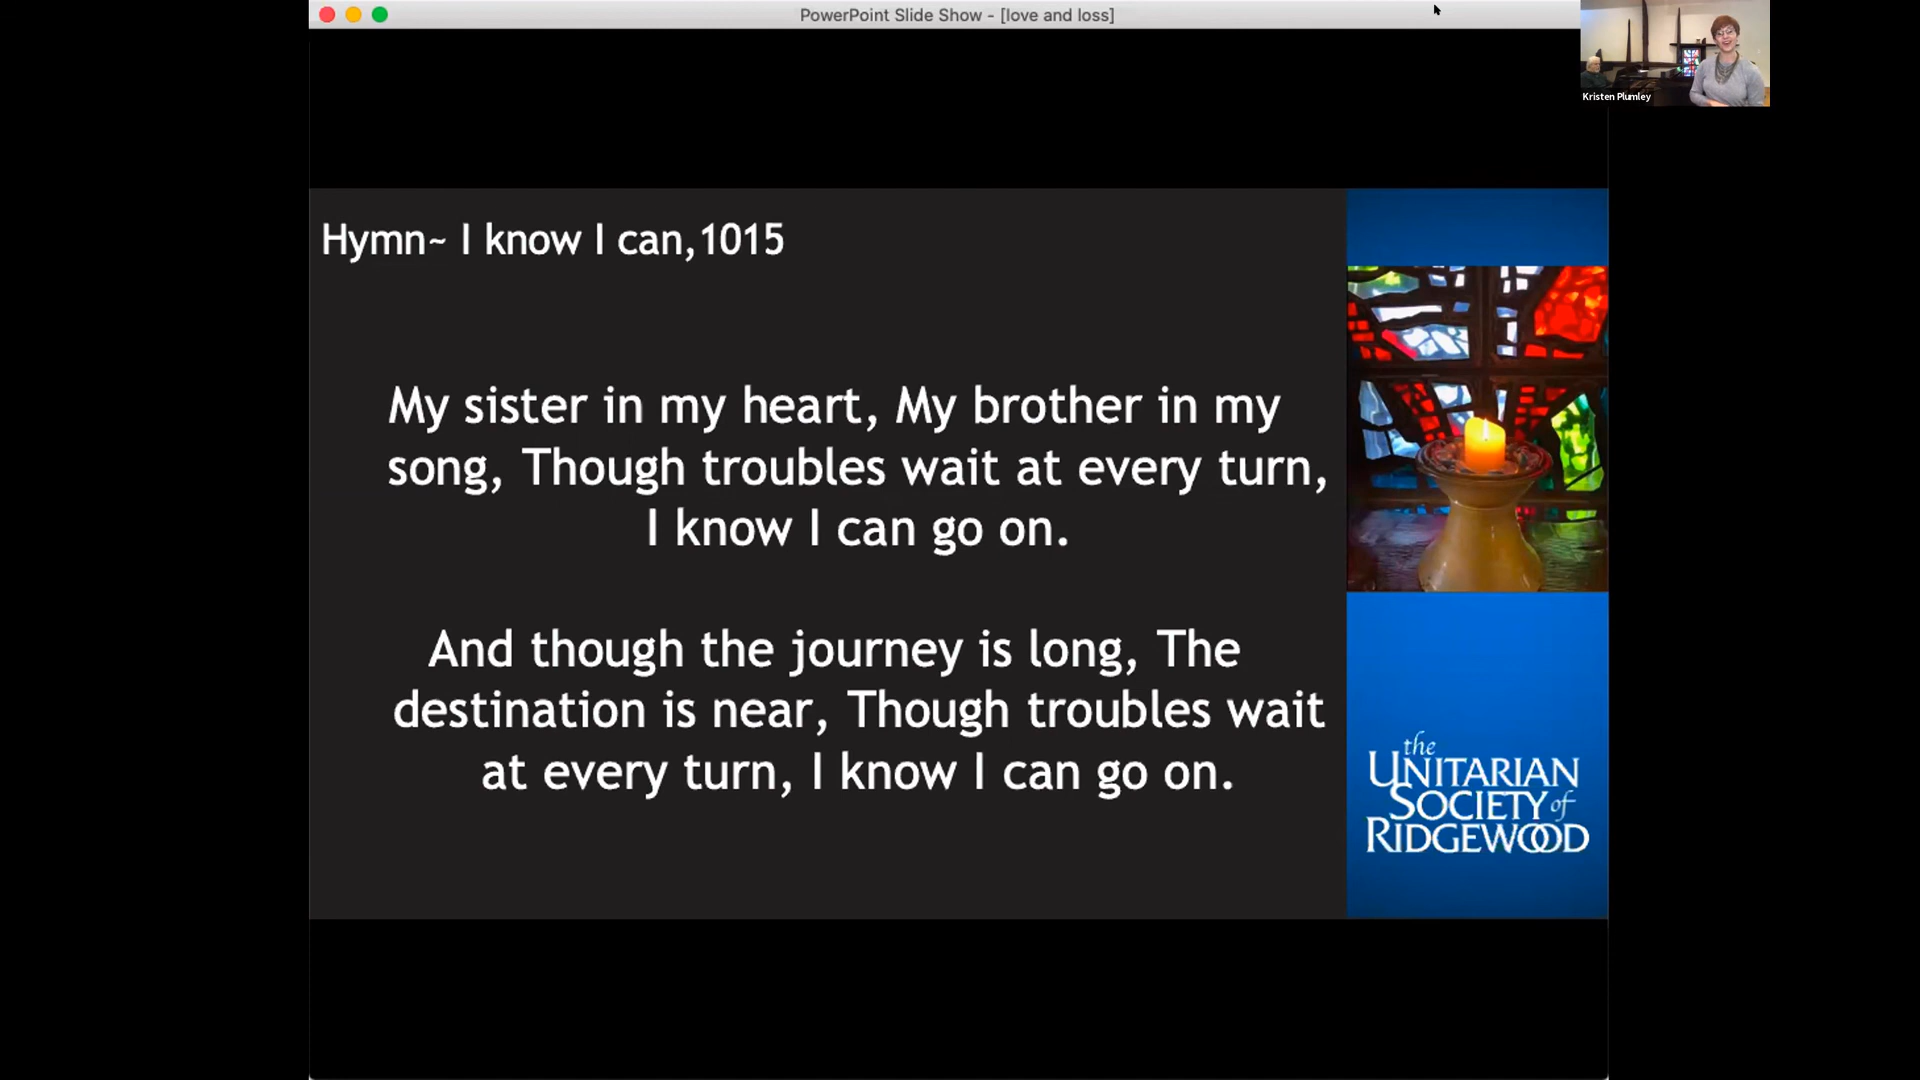 PowerPoint Slide Show - [love and loss]
Kristen Plumley
Hymn~ I know I can,1015
My sister in my heart, My brother in my
song, Though troubles wait at every turn,
I know I can go on.
And though the journey is long, The
destination is near, Though troubles wait
at every turn, I know I can go on.
the
UNITARIAN
SOCIETY of
RIDGEWOOD